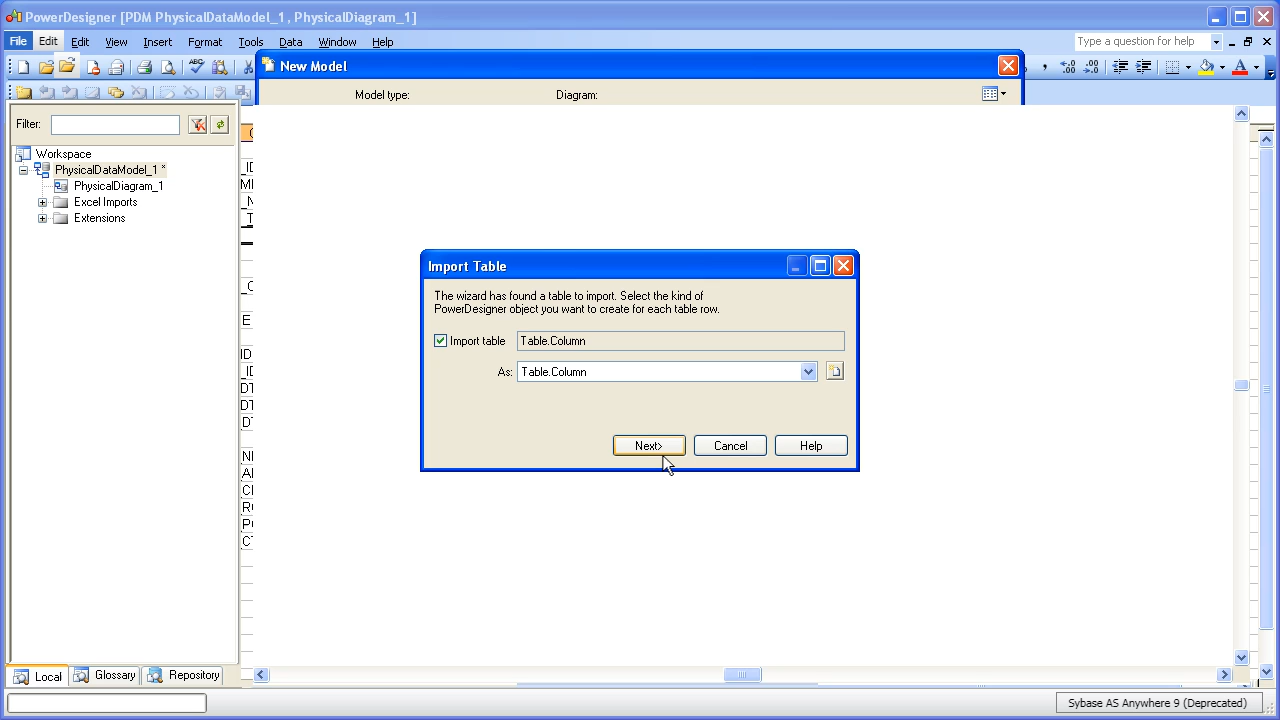 PowerDesigner [PDM PhysicalDataModel_1 , PhysicalDiagram_1]
File Edit Edit View Insert Format Tools Data Window Help
Type a question for help
New Model
Model type: Diagram:
Filter:
Workspace
PhysicalDataModel_1 *
PhysicalDiagram_1
Excel Imports
Extensions
Import Table
The wizard has found a table to import. Select the kind of
PowerDesigner object you want to create for each table row.
Import table Table.Column
As: Table.Column
Next> Cancel Help
Local Glossary Repository
Sybase AS Anywhere 9 (Deprecated)